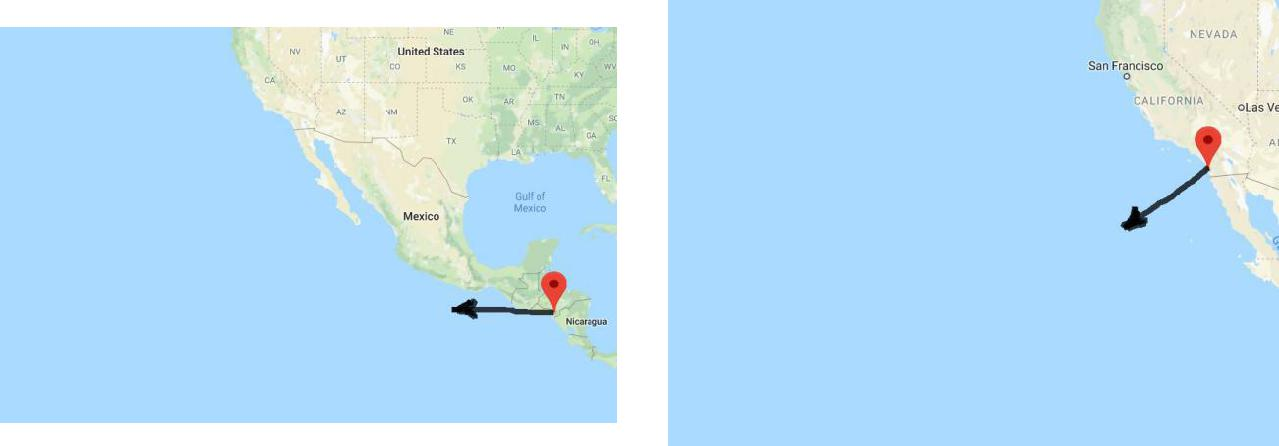 NE
IL
IN
OH
NV
UT
United States
CO
KS
MO
WV
KY
CA
OK
TN
AZ
NM
AR
SC
MS
AL
GA
TX
LA
FL
Gulf of
Mexico
Mexico
Nicaragua
NEVADA
San Francisco
CALIFORNIA
Las Ve
A